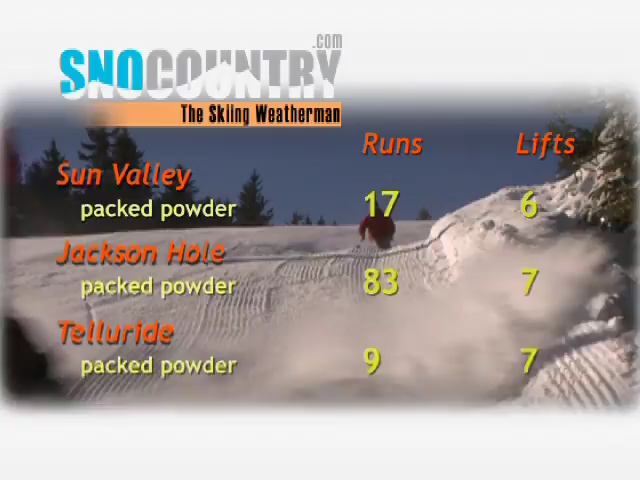 .com
SNOCOUNTRY
The Skiing Weatherman
Runs Lifts
Sun Valley
packed powder 17 6
Jackson Hole
packed powder 83 7
Telluride
packed powder 9 7